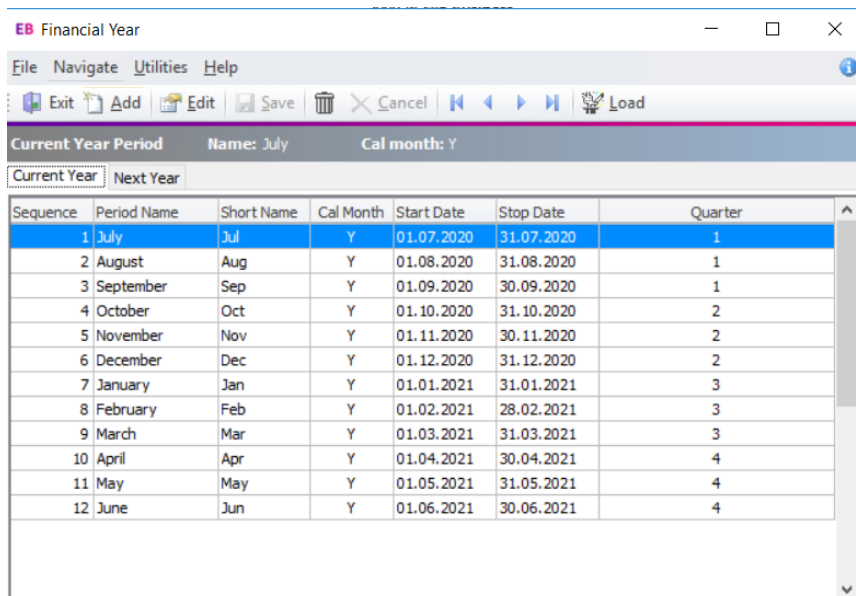 EB Financial Year
File Navigate Utilities Help
Exit Add Edit Save Cancel Load
Current Year Period Name: July Cal month: Y
Current Year Next Year
Sequence Period Name Short Name Cal Month Start Date Stop Date Quarter
1 July Jul Y 01.07.2020 31.07.2020 1
2 August Aug Y 01.08.2020 31.08.2020 1
3 September Sep Y 01.09.2020 30.09.2020 1
4 October Oct Y 01.10.2020 31.10.2020 2
5 November Nov Y 01.11.2020 30.11.2020 2
6 December Dec Y 01.12.2020 31.12.2020 2
7 January Jan Y 01.01.2021 31.01.2021 3
8 February Feb Y 01.02.2021 28.02.2021 3
9 March Mar Y 01.03.2021 31.03.2021 3
10 April Apr Y 01.04.2021 30.04.2021 4
11 May May Y 01.05.2021 31.05.2021 4
12 June Jun Y 01.06.2021 30.06.2021 4